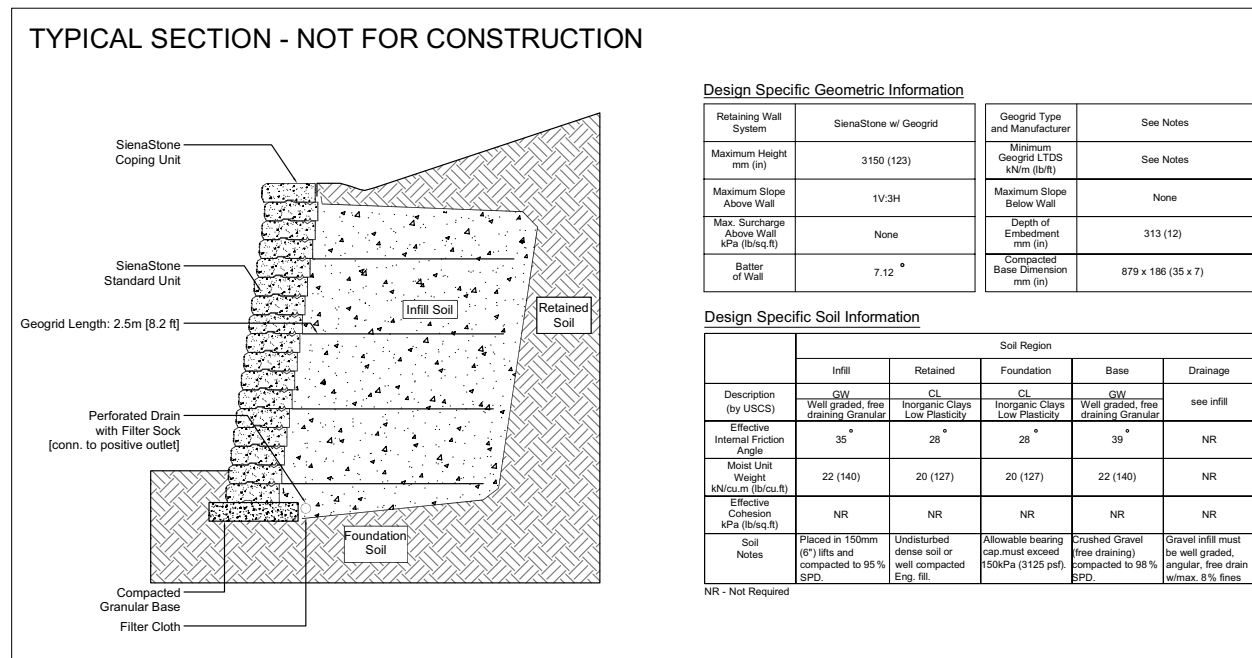 TYPICAL SECTION - NOT FOR CONSTRUCTION
SienaStone
Coping Unit
SienaStone
Standard Unit
Geogrid Length: 2.5m [8.2 ft]
Perforated Drain
with Filter Sock
[conn. to positive outlet]
Compacted
Granular Base
Filter Cloth
Infill Soil
Retained
Soil
Foundation
Soil
Design Specific Geometric Information
Retaining Wall
System
SienaStone w/ Geogrid
Geogrid Type
and Manufacturer
See Notes
Maximum Height
mm (in)
3150 (123)
Minimum
Geogrid LTDS
kN/m (lb/ft)
See Notes
Maximum Slope
Above Wall
1V:3H
Maximum Slope
Below Wall
None
Max. Surcharge
Above Wall
kPa (lb/sq.ft)
None
Depth of
Embedment
mm (in)
313 (12)
Batter
of Wall
7.12 °
Compacted
Base Dimension
mm (in)
879 x 186 (35 x 7)
Design Specific Soil Information
Soil Region
Infill Retained Foundation Base Drainage
Description
(by USCS)
GW
Well graded, free
draining Granular
CL
Inorganic Clays
Low Plasticity
CL
Inorganic Clays
Low Plasticity
GW
Well graded, free
draining Granular
see infill
Effective
Internal Friction
Angle
35 ° 28 ° 28 ° 39 ° NR
Moist Unit
Weight
kN/cu.m (lb/cu.ft)
22 (140) 20 (127) 20 (127) 22 (140) NR
Effective
Cohesion
kPa (lb/sq.ft)
NR NR NR NR NR
Soil
Notes
Placed in 150mm
(6") lifts and
compacted to 95%
SPD.
Undisturbed
dense soil or
well compacted
Eng. fill.
Allowable bearing
cap.must exceed
150kPa (3125 psf).
Crushed Gravel
(free draining)
compacted to 98%
SPD.
Gravel infill must
be well graded,
angular, free drain
w/max. 8% fines
NR - Not Required